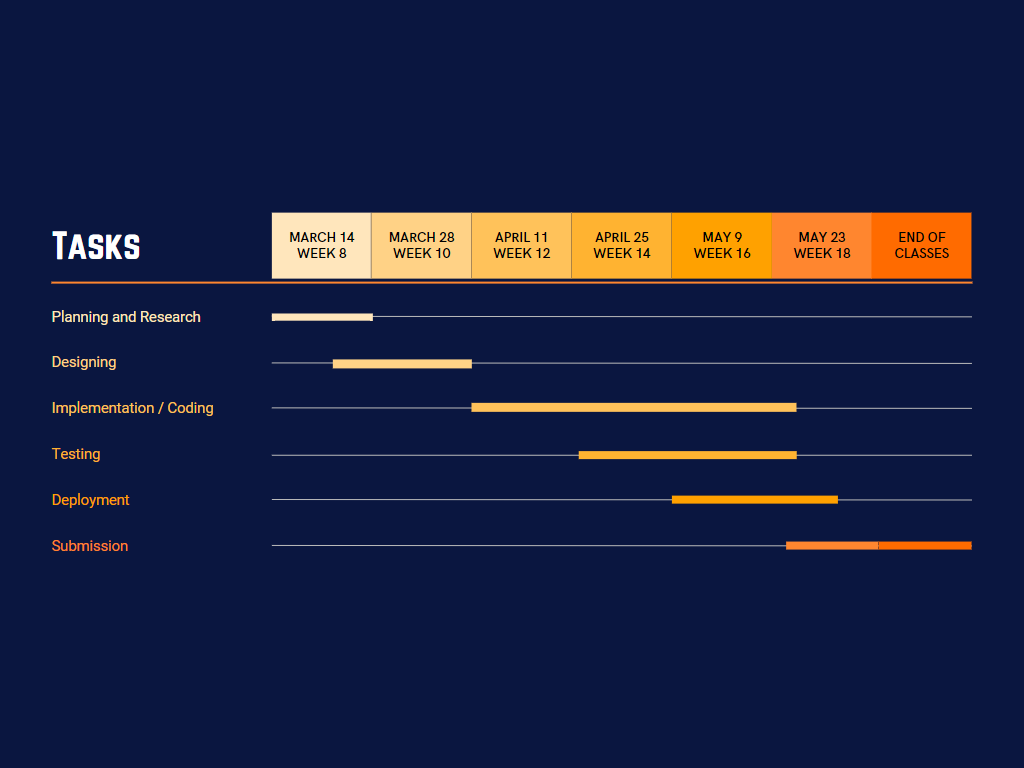 TASKS
MARCH 14
WEEK 8
MARCH 28
WEEK 10
APRIL 11
WEEK 12
APRIL 25
WEEK 14
MAY 9
WEEK 16
MAY 23
WEEK 18
END OF
CLASSES
Planning and Research
Designing
Implementation / Coding
Testing
Deployment
Submission